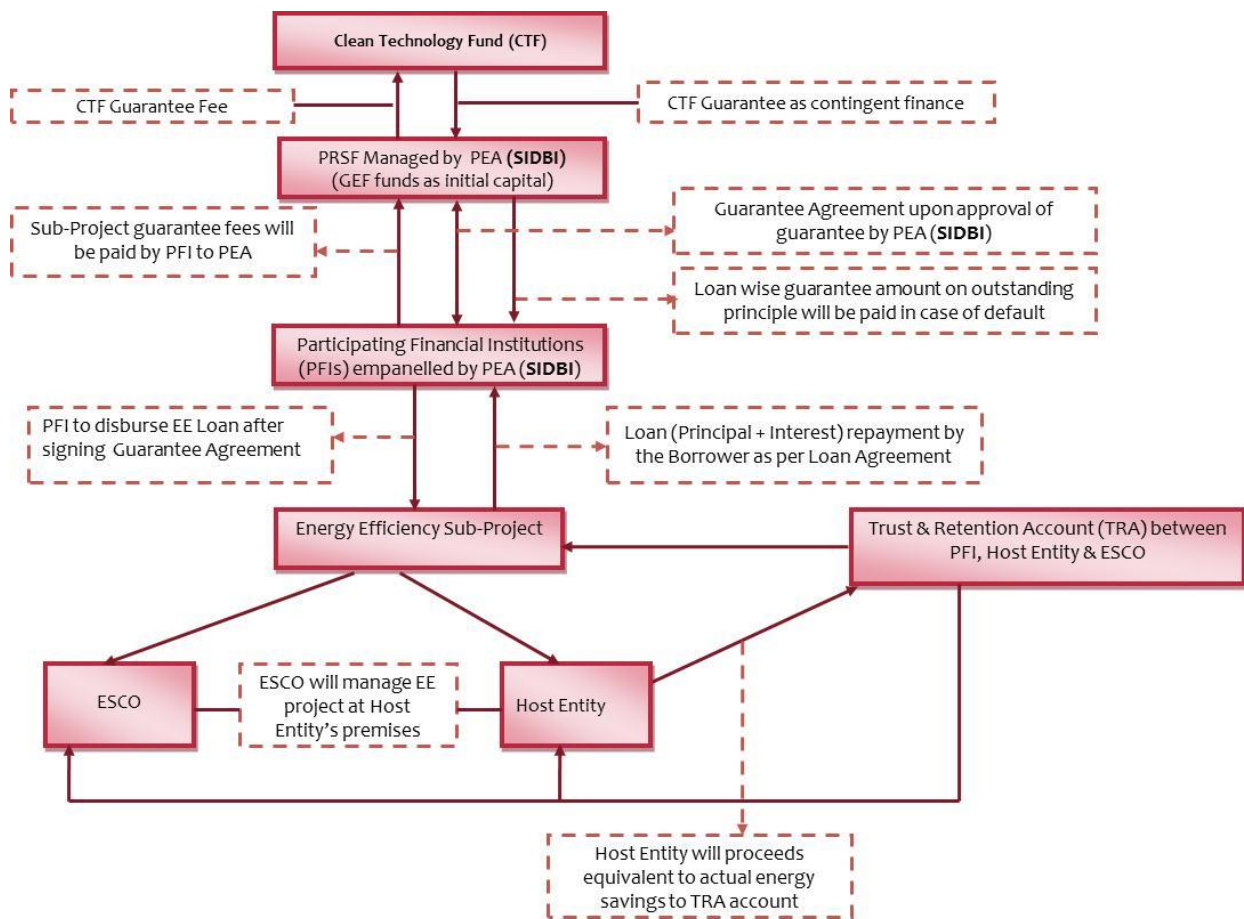 Clean Technology Fund (CTF)
CTF Guarantee Fee
CTF Guarantee as contingent finance
PRSF Managed by PEA (SIDBI)
(GEF funds as initial capital)
Sub-Project guarantee fees will
be paid by PFI to PEA
Guarantee Agreement upon approval of
guarantee by PEA (SIDBI)
Loan wise guarantee amount on outstanding
principle will be paid in case of default
Participating Financial Institutions
(PFIs) empanelled by PEA (SIDBI)
PFI to disburse EE Loan after
signing Guarantee Agreement
Loan (Principal + Interest) repayment by
the Borrower as per Loan Agreement
Energy Efficiency Sub-Project
Trust & Retention Account (TRA) between
PFI, Host Entity & ESCO
ESCO
ESCO will manage EE
project at Host
Entity's premises
Host Entity
Host Entity will proceeds
equivalent to actual energy
savings to TRA account